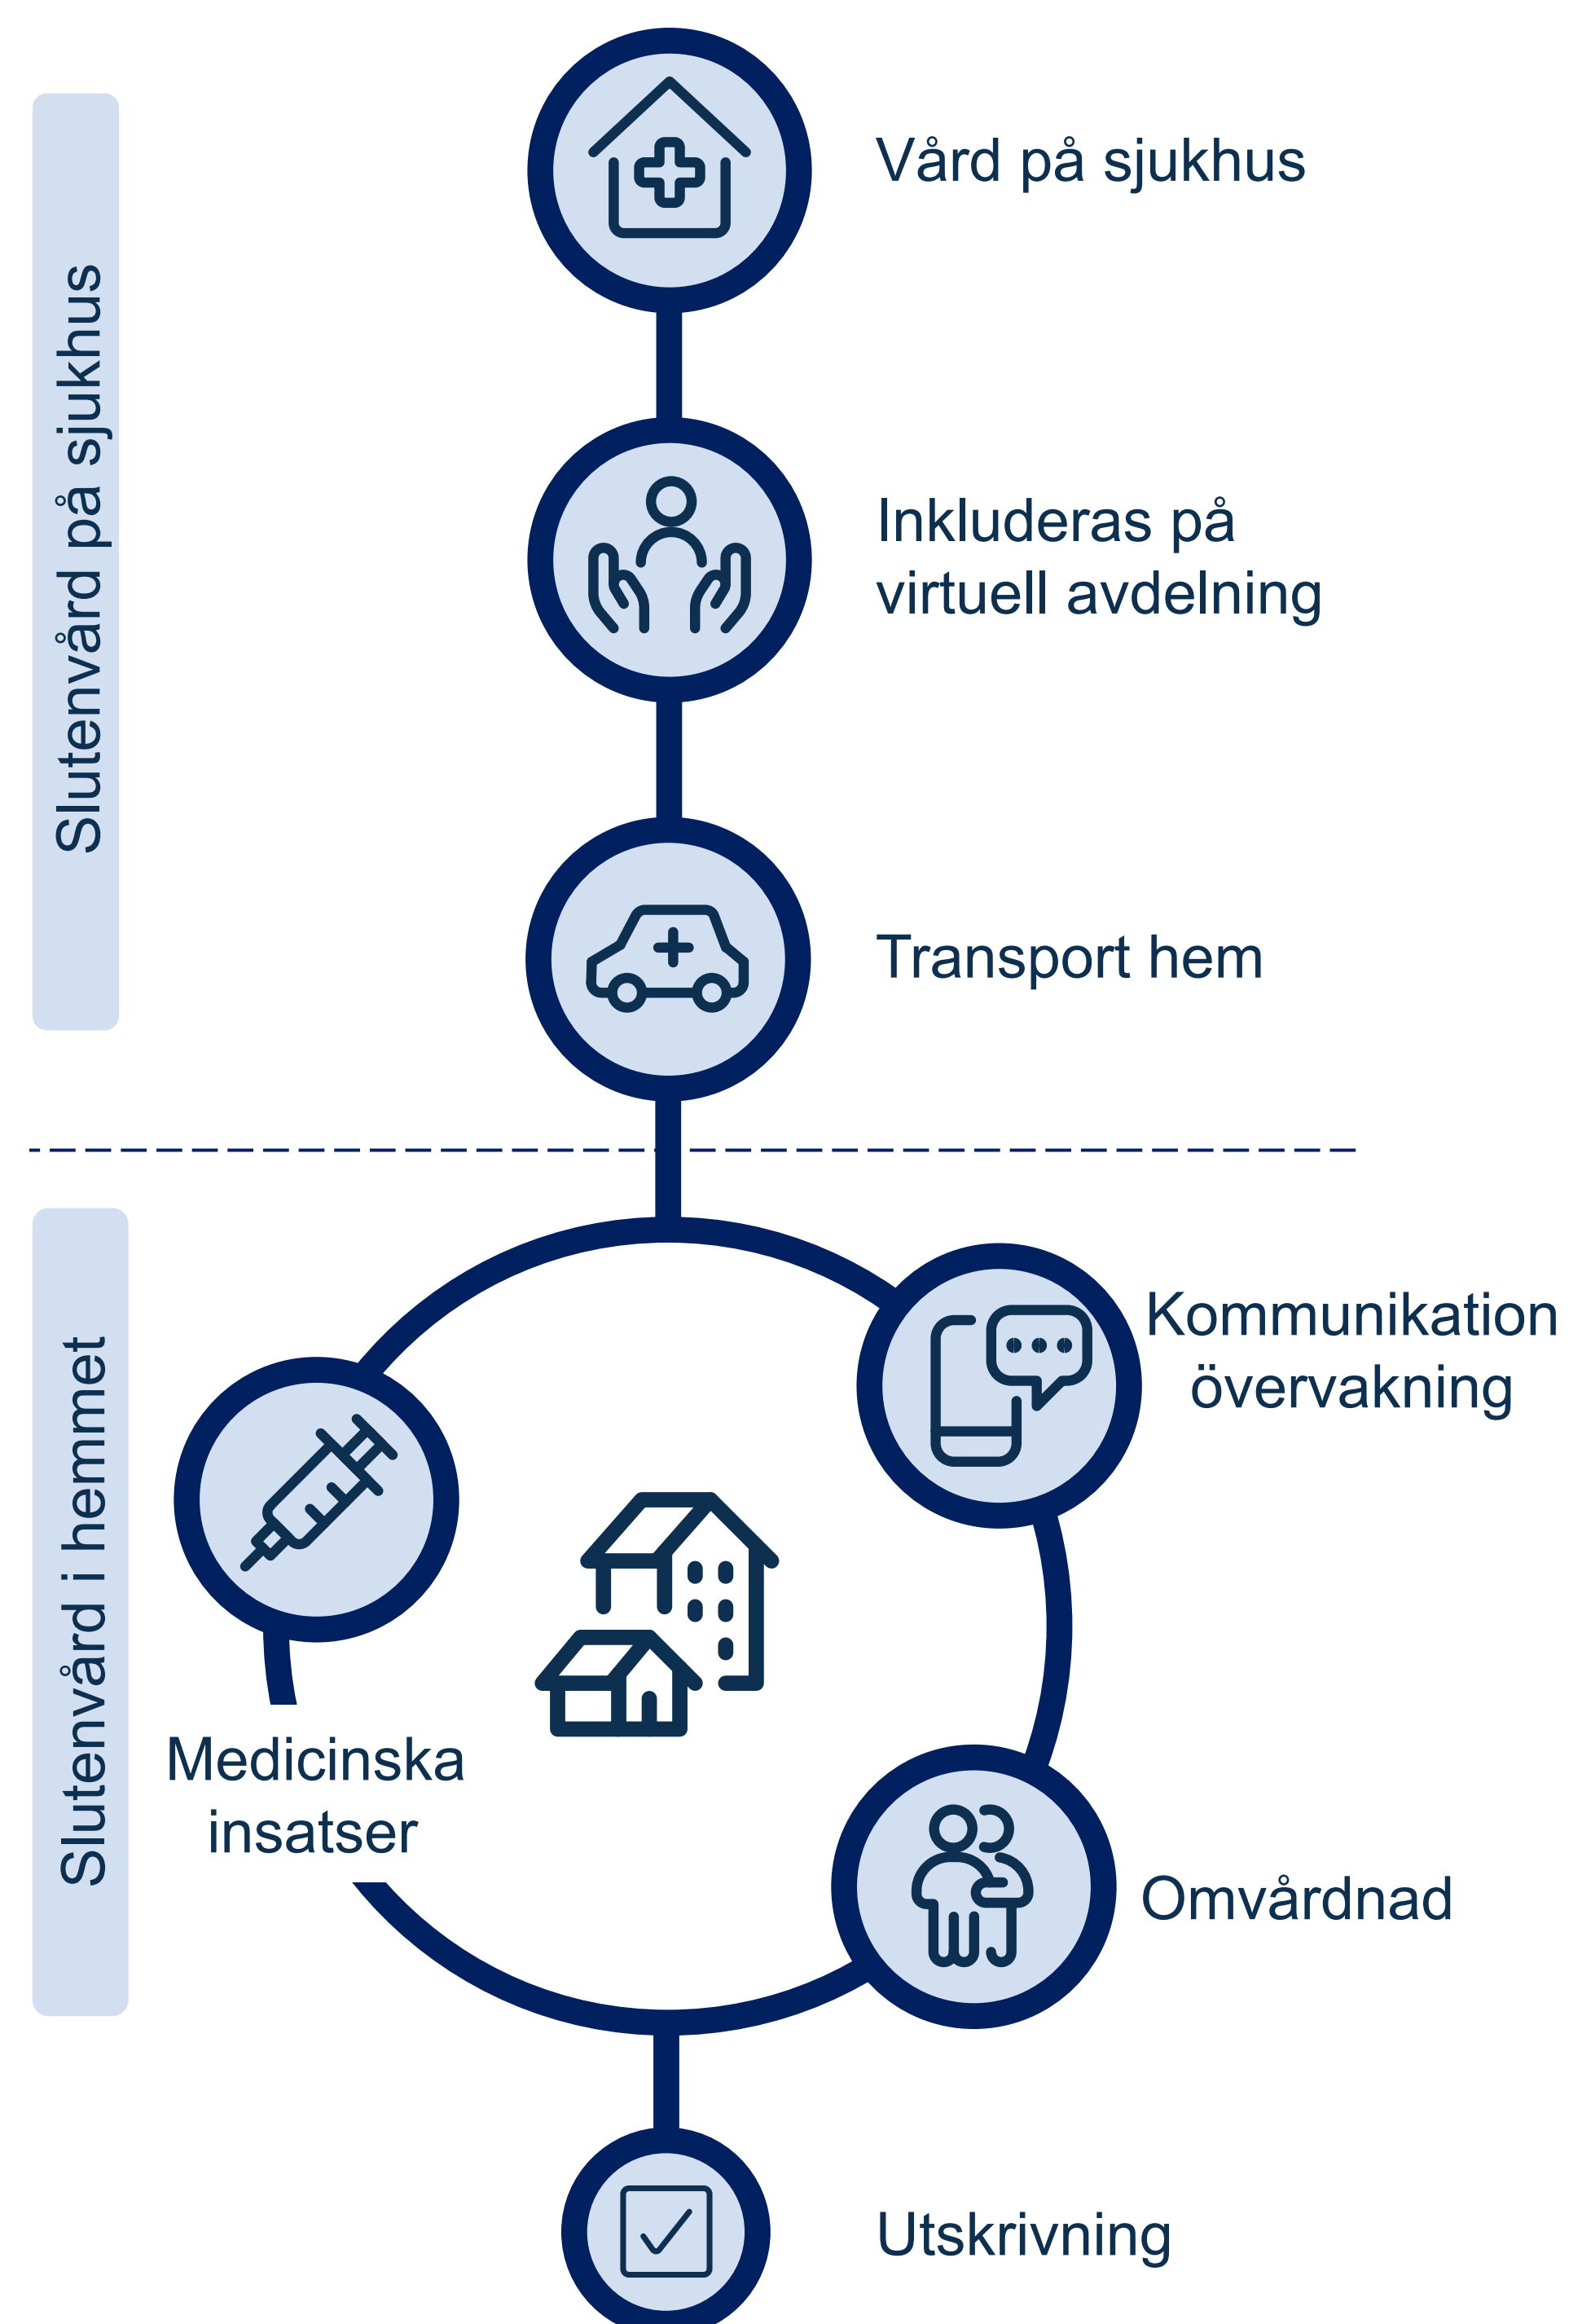 Slutenvård på sjukhus
Vård på sjukhus
Inkluderas på
virtuell avdelning
Transport hem
Slutenvård i hemmet
Kommunikation
övervakning
Medicinska
insatser
Omvårdnad
Utskrivning